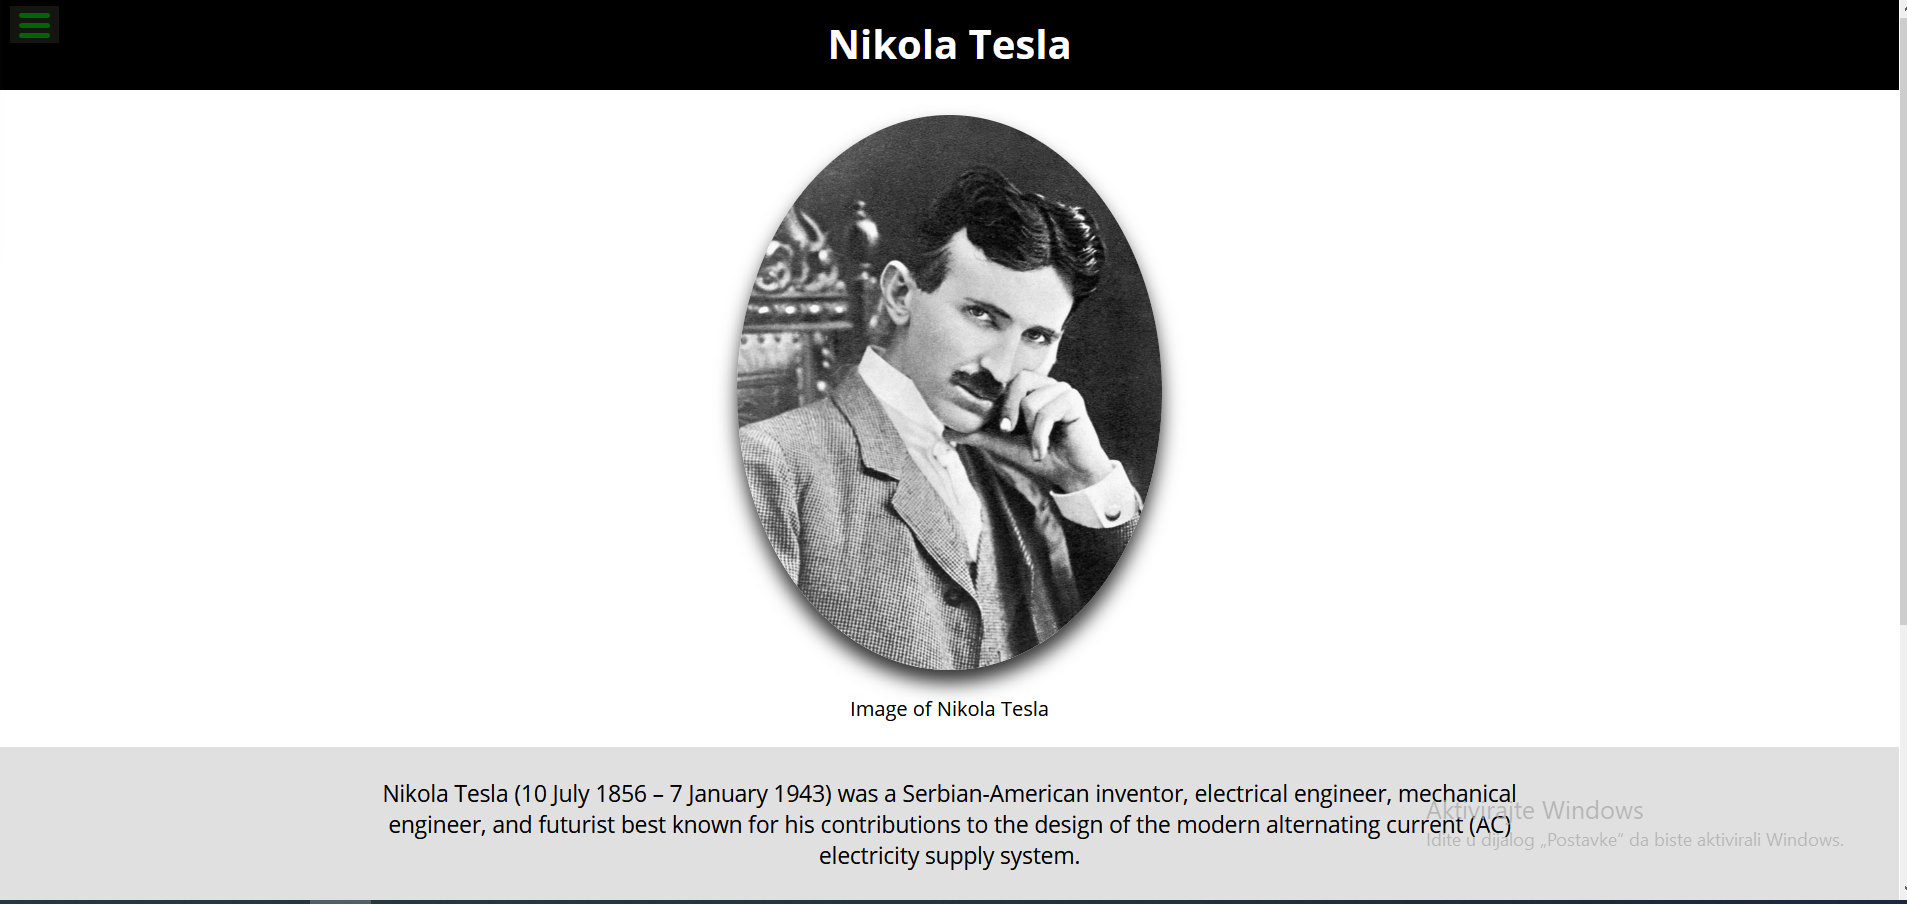 Nikola Tesla
Image of Nikola Tesla
Nikola Tesla (10 July 1856 – 7 January 1943) was a Serbian-American inventor, electrical engineer, mechanical
engineer, and futurist best known for his contributions to the design of the modern alternating current (AC)
electricity supply system.
Aktivirajte Windows
Idite u dijalog „Postavke“ da biste aktivirali Windows.